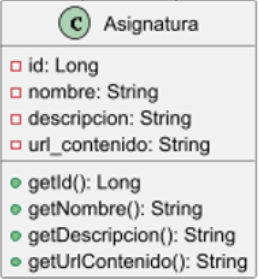 C Asignatura
id: Long
nombre: String
descripcion: String
url_contenido: String
getId(): Long
getNombre(): String
getDescripcion(): String
getUrlContenido(): String